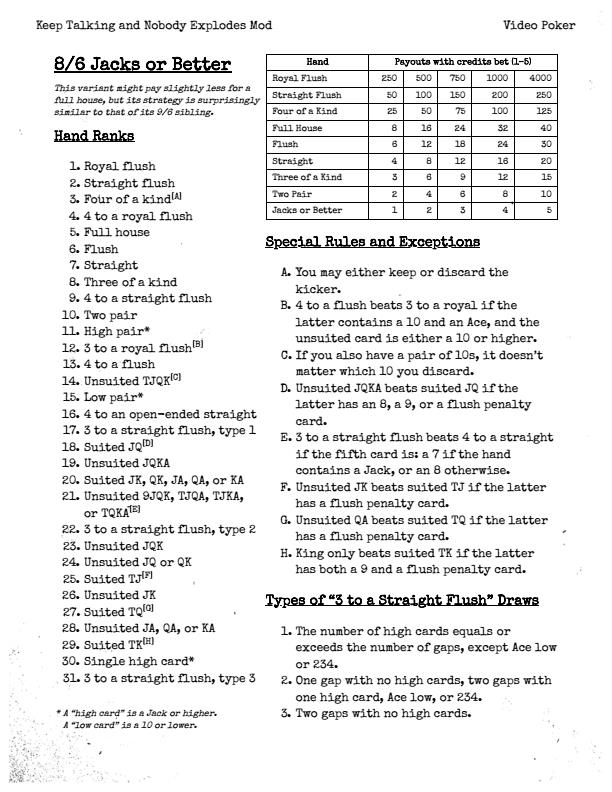 Keep Talking and Nobody Explodes Mod
Video Poker
8/6 Jacks or Better
This variant might pay slightly less for a
full house, but its strategy is surprisingly
similar to that of its 9/6 sibling.
Hand Ranks
1. Royal flush
2. Straight flush
3. Four of a kind[A]
4. 4 to a royal flush
5. Full house
6. Flush
7. Straight
8. Three of a kind
9. 4 to a straight flush
10. Two pair
11. High pair*
12. 3 to a royal flush[B]
13. 4 to a flush
14. Unsuited TJQK[C]
15. Low pair*
16. 4 to an open-ended straight
17. 3 to a straight flush, type 1
18. Suited JQ[D]
19. Unsuited JQKA
20. Suited JK, QK, JA, QA, or KA
21. Unsuited 9JQK, TJQA, TJKA,
or TQKA[E]
22. 3 to a straight flush, type 2
23. Unsuited JQK
24. Unsuited JQ or QK
25. Suited TJ[F]
26. Unsuited JK
27. Suited TQ[G]
28. Unsuited JA, QA, or KA
29. Suited TK[H]
30. Single high card*
31. 3 to a straight flush, type 3
* A "high card" is a Jack or higher.
A "low card" is a 10 or lower.
Hand Payouts with credits bet (1-5)
Royal Flush 250 500 750 1000 4000
Straight Flush 50 100 150 200 250
Four of a Kind 25 50 75 100 125
Full House 8 16 24 32 40
Flush 6 12 18 24 30
Straight 4 8 12 16 20
Three of a Kind 3 6 9 12 15
Two Pair 2 4 6 8 10
Jacks or Better 1 2 3 4 5
Special Rules and Exceptions
A. You may either keep or discard the
kicker.
B. 4 to a flush beats 3 to a royal if the
latter contains a 10 and an Ace, and the
unsuited card is either a 10 or higher.
C. If you also have a pair of 10s, it doesn't
matter which 10 you discard.
D. Unsuited JQKA beats suited JQ if the
latter has an 8, a 9, or a flush penalty
card.
E. 3 to a straight flush beats 4 to a straight
if the fifth card is: a 7 if the hand
contains a Jack, or an 8 otherwise.
F. Unsuited JK beats suited TJ if the latter
has a flush penalty card.
G. Unsuited QA beats suited TQ if the latter
has a flush penalty card.
H. King only beats suited TK if the latter
has both a 9 and a flush penalty card.
Types of "3 to a Straight Flush" Draws
1. The number of high cards equals or
exceeds the number of gaps, except Ace low
or 234.
2. One gap with no high cards, two gaps with
one high card, Ace low, or 234.
3. Two gaps with no high cards.